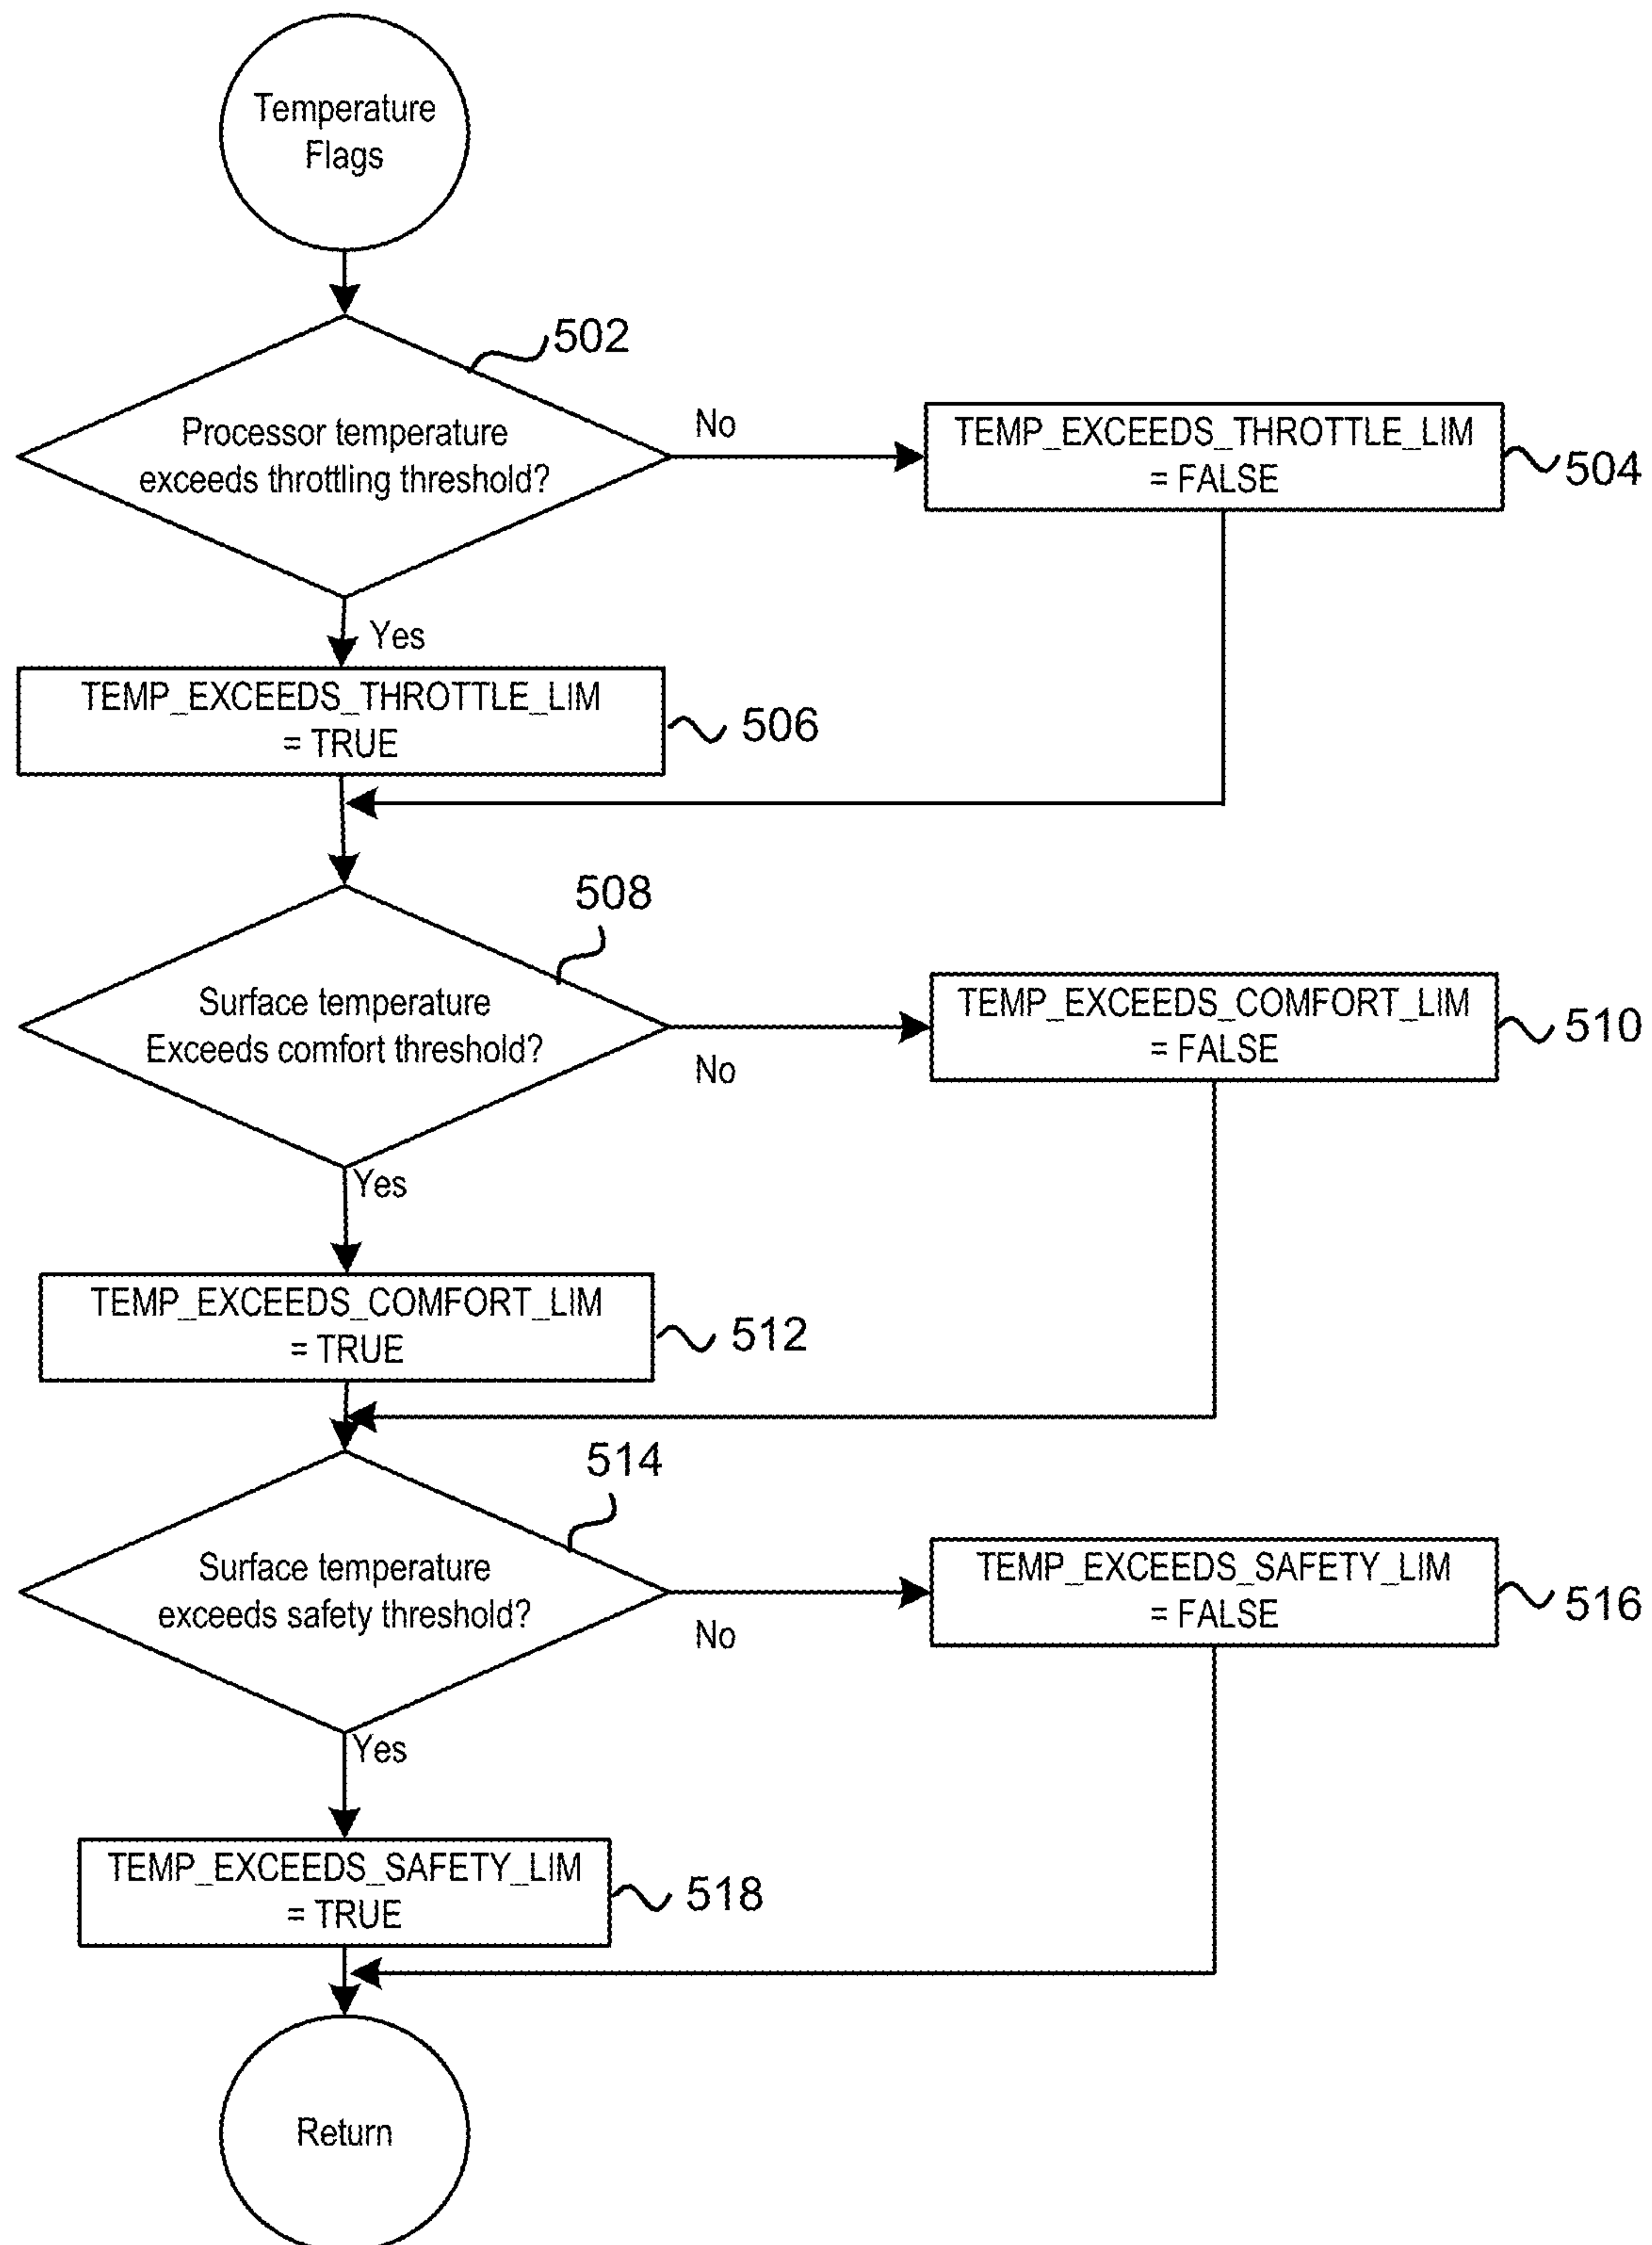 Temperature
Flags
502
Processor temperature
exceeds throttling threshold?
No
TEMP_EXCEEDS_THROTTLE_LIM
= FALSE
504
Yes
TEMP_EXCEEDS_THROTTLE_LIM
= TRUE
506
508
Surface temperature
Exceeds comfort threshold?
No
TEMP_EXCEEDS_COMFORT_LIM
= FALSE
510
Yes
TEMP_EXCEEDS_COMFORT_LIM
= TRUE
512
514
Surface temperature
exceeds safety threshold?
No
TEMP_EXCEEDS_SAFETY_LIM
= FALSE
516
Yes
TEMP_EXCEEDS_SAFETY_LIM
= TRUE
518
Return